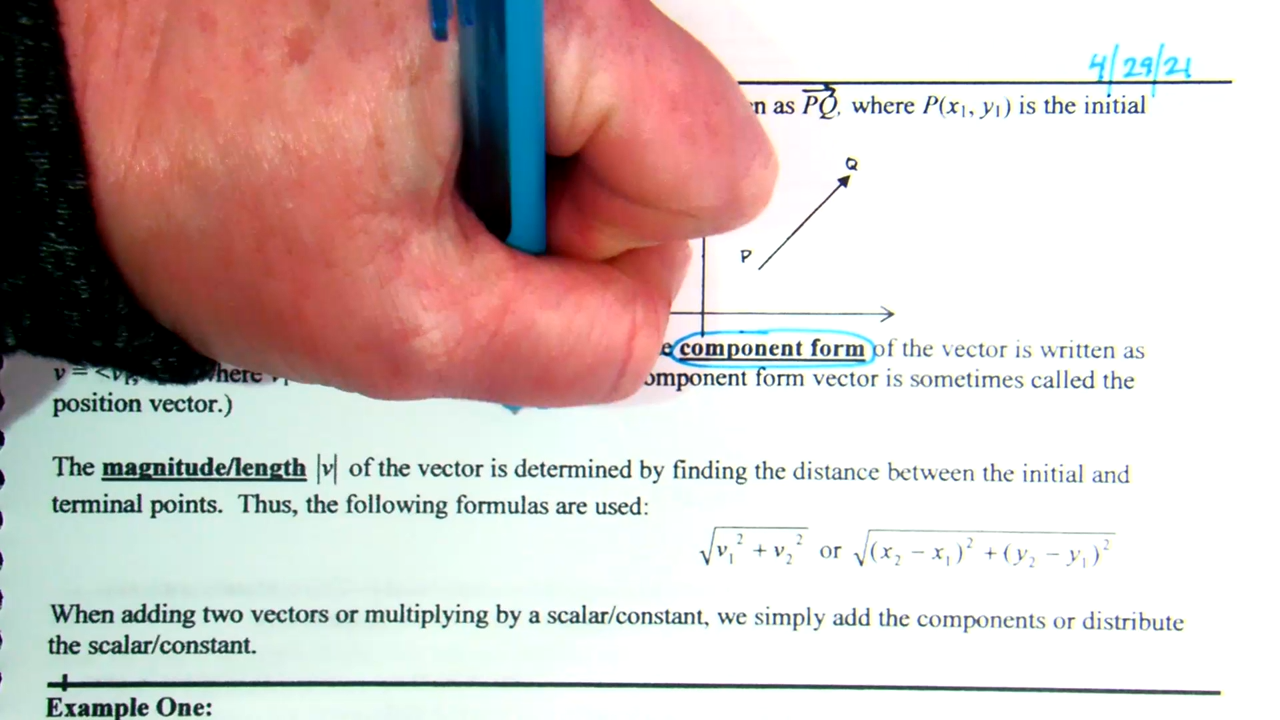 4/29/21
as PQ, where P(x₁, y₁) is the initial
Q
P
component form of the vector is written as
component form vector is sometimes called the
position vector.)
The magnitude/length |v| of the vector is determined by finding the distance between the initial and
terminal points. Thus, the following formulas are used:
√(v₁² + v₂²) or √((x₂ − x₁)² + (y₂ − y₁)²)
When adding two vectors or multiplying by a scalar/constant, we simply add the components or distribute
the scalar/constant.
Example One: